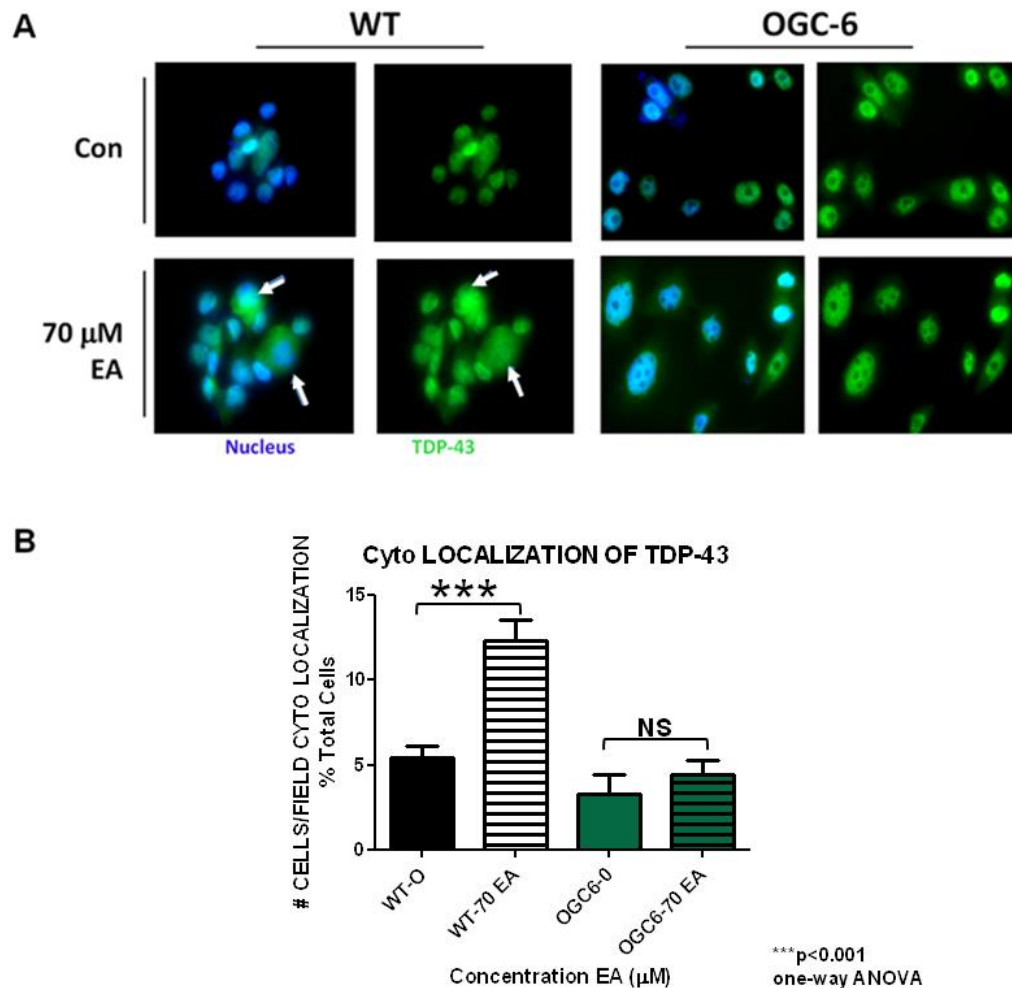 A
WT
OGC-6
Con
70 μM
EA
Nucleus
TDP-43
B
Cyto LOCALIZATION OF TDP-43
# CELLS/FIELD CYTO LOCALIZATION
% Total Cells
15
10
5
0
***
NS
WT-O
WT-70 EA
OGC6-0
OGC6-70 EA
Concentration EA (μM)
***p<0.001
one-way ANOVA